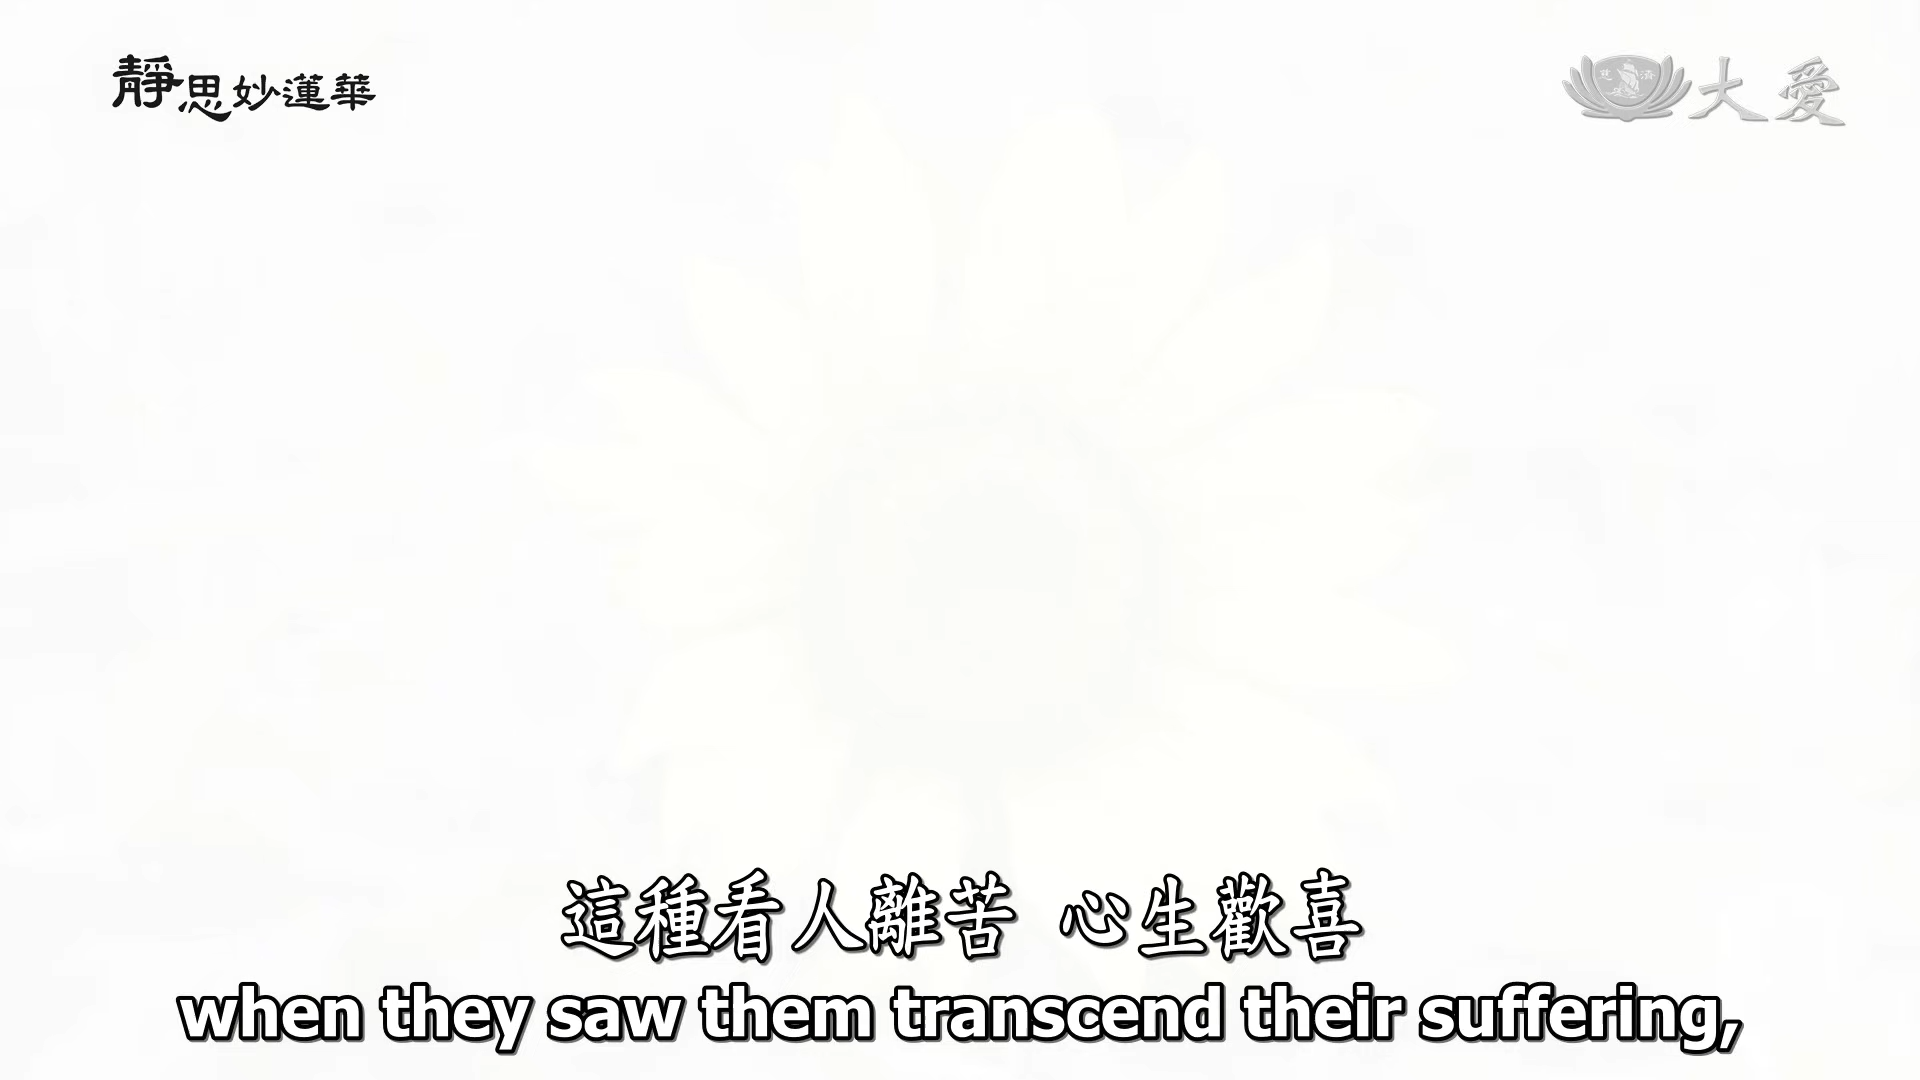 靜思妙蓮華
大愛
這種看人離苦 心生歡喜
when they saw them transcend their suffering,